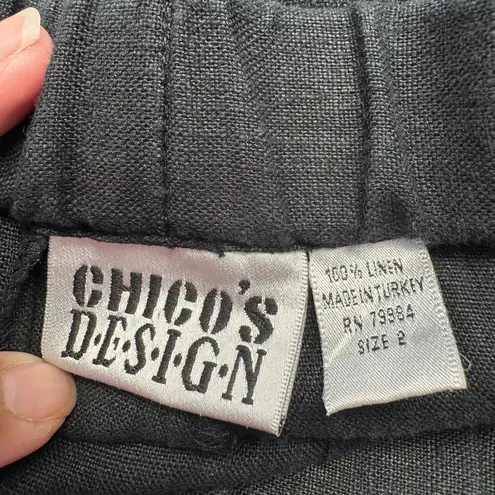 CHICO'S
D·E·S·I·G·N
100% LINEN
MADE IN TURKEY
RN 79984
SIZE 2